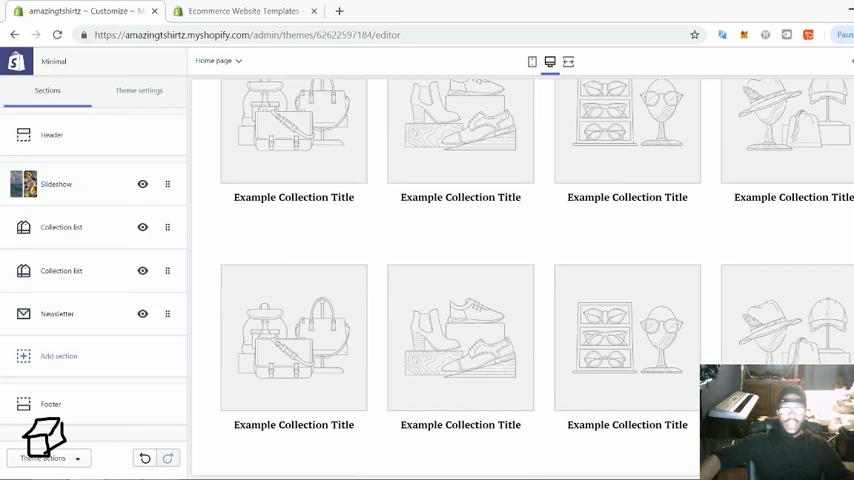 amazingtshirtz ~ Customize ~ M
Ecommerce Website Templates -
https://amazingtshirtz.myshopify.com/admin/themes/62622597184/editor
Paus
Minimal
Home page
Sections
Theme settings
Header
Slideshow
Collection list
Collection list
Newsletter
Add section
Footer
Theme actions
Example Collection Title
Example Collection Title
Example Collection Title
Example Collection Title
Example Collection Title
Example Collection Title
Example Collection Title